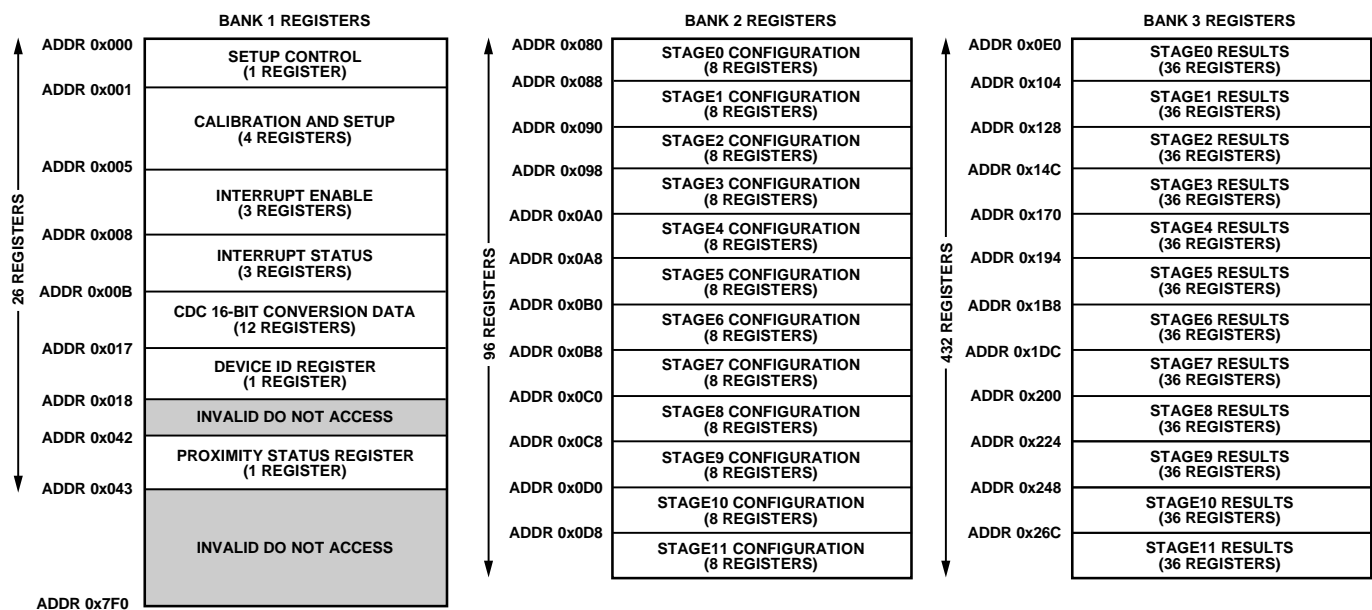 BANK 1 REGISTERS
ADDR 0x000
SETUP CONTROL
(1 REGISTER)
ADDR 0x001
CALIBRATION AND SETUP
(4 REGISTERS)
ADDR 0x005
INTERRUPT ENABLE
(3 REGISTERS)
ADDR 0x008
INTERRUPT STATUS
(3 REGISTERS)
ADDR 0x00B
CDC 16-BIT CONVERSION DATA
(12 REGISTERS)
ADDR 0x017
DEVICE ID REGISTER
(1 REGISTER)
ADDR 0x018
INVALID DO NOT ACCESS
ADDR 0x042
PROXIMITY STATUS REGISTER
(1 REGISTER)
ADDR 0x043
INVALID DO NOT ACCESS
ADDR 0x7F0
26 REGISTERS
BANK 2 REGISTERS
ADDR 0x080
STAGE0 CONFIGURATION
(8 REGISTERS)
ADDR 0x088
STAGE1 CONFIGURATION
(8 REGISTERS)
ADDR 0x090
STAGE2 CONFIGURATION
(8 REGISTERS)
ADDR 0x098
STAGE3 CONFIGURATION
(8 REGISTERS)
ADDR 0x0A0
STAGE4 CONFIGURATION
(8 REGISTERS)
ADDR 0x0A8
STAGE5 CONFIGURATION
(8 REGISTERS)
ADDR 0x0B0
STAGE6 CONFIGURATION
(8 REGISTERS)
ADDR 0x0B8
STAGE7 CONFIGURATION
(8 REGISTERS)
ADDR 0x0C0
STAGE8 CONFIGURATION
(8 REGISTERS)
ADDR 0x0C8
STAGE9 CONFIGURATION
(8 REGISTERS)
ADDR 0x0D0
STAGE10 CONFIGURATION
(8 REGISTERS)
ADDR 0x0D8
STAGE11 CONFIGURATION
(8 REGISTERS)
96 REGISTERS
BANK 3 REGISTERS
ADDR 0x0E0
STAGE0 RESULTS
(36 REGISTERS)
ADDR 0x104
STAGE1 RESULTS
(36 REGISTERS)
ADDR 0x128
STAGE2 RESULTS
(36 REGISTERS)
ADDR 0x14C
STAGE3 RESULTS
(36 REGISTERS)
ADDR 0x170
STAGE4 RESULTS
(36 REGISTERS)
ADDR 0x194
STAGE5 RESULTS
(36 REGISTERS)
ADDR 0x1B8
STAGE6 RESULTS
(36 REGISTERS)
ADDR 0x1DC
STAGE7 RESULTS
(36 REGISTERS)
ADDR 0x200
STAGE8 RESULTS
(36 REGISTERS)
ADDR 0x224
STAGE9 RESULTS
(36 REGISTERS)
ADDR 0x248
STAGE10 RESULTS
(36 REGISTERS)
ADDR 0x26C
STAGE11 RESULTS
(36 REGISTERS)
432 REGISTERS